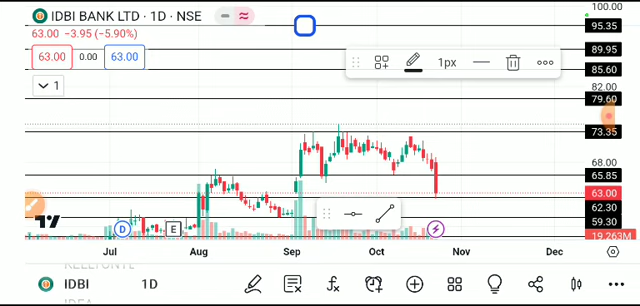 IDBI BANK LTD · 1D · NSE
63.00 −3.95 (−5.90%)
63.00 0.00 63.00
1
1px
100.00
95.35
89.95
85.60
82.00
79.60
73.35
68.00
65.85
63.00
62.30
59.30
19.263M
D
E
Jul Aug Sep Oct Nov Dec
IDBI 1D